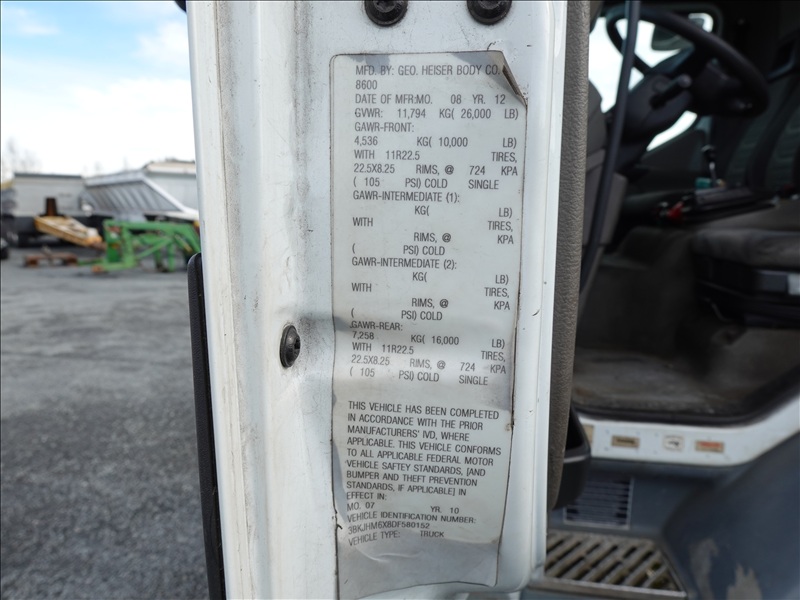 MFD. BY: GEO. HEISER BODY CO.
8600
DATE OF MFR:MO. 08 YR. 12
GVWR: 11,794 KG( 26,000 LB)
GAWR-FRONT:
4,536 KG( 10,000 LB)
WITH 11R22.5 TIRES,
22.5X8.25 RIMS, @ 724 KPA
( 105 PSI) COLD SINGLE
GAWR-INTERMEDIATE (1):
KG( LB)
WITH TIRES,
RIMS, @ KPA
( PSI) COLD
GAWR-INTERMEDIATE (2):
KG( LB)
WITH TIRES,
RIMS, @ KPA
( PSI) COLD
GAWR-REAR:
7,258 KG( 16,000 LB)
WITH 11R22.5 TIRES,
22.5X8.25 RIMS, @ 724 KPA
( 105 PSI) COLD SINGLE
THIS VEHICLE HAS BEEN COMPLETED
IN ACCORDANCE WITH THE PRIOR
MANUFACTURERS' IVD, WHERE
APPLICABLE. THIS VEHICLE CONFORMS
TO ALL APPLICABLE FEDERAL MOTOR
VEHICLE SAFTEY STANDARDS, [AND
BUMPER AND THEFT PREVENTION
STANDARDS, IF APPLICABLE] IN
EFFECT IN:
MO. 07 YR. 10
VEHICLE IDENTIFICATION NUMBER:
3BKJHM6X8DF580152
VEHICLE TYPE: TRUCK